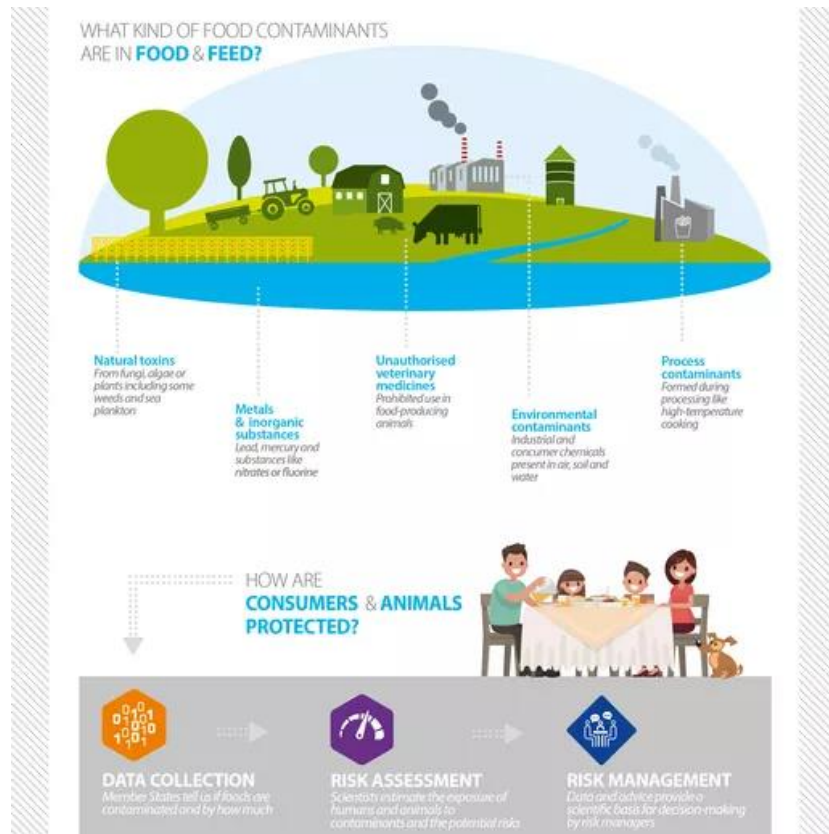 WHAT KIND OF FOOD CONTAMINANTS
ARE IN FOOD & FEED?
Natural toxins
From fungi, algae or
plants including some
weeds and sea
plankton
Metals
& inorganic
substances
Lead, mercury and
substances like
nitrates or fluorine
Unauthorised
veterinary
medicines
Prohibited use in
food-producing
animals
Environmental
contaminants
Industrial and
concumer chemicals
present in air, soil and
water
Process
contaminants
Formed during
processing like
high-temperature
cooking
HOW ARE
CONSUMERS & ANIMALS
PROTECTED?
DATA COLLECTION
Member States tell us if foods are
contaminated and by how much
RISK ASSESSMENT
Scientists intimate the exposure of
humans and animals to
contaminants and the potential risks
RISK MANAGEMENT
Data and advice provide a
scientific basis for decision-making
by risk managers